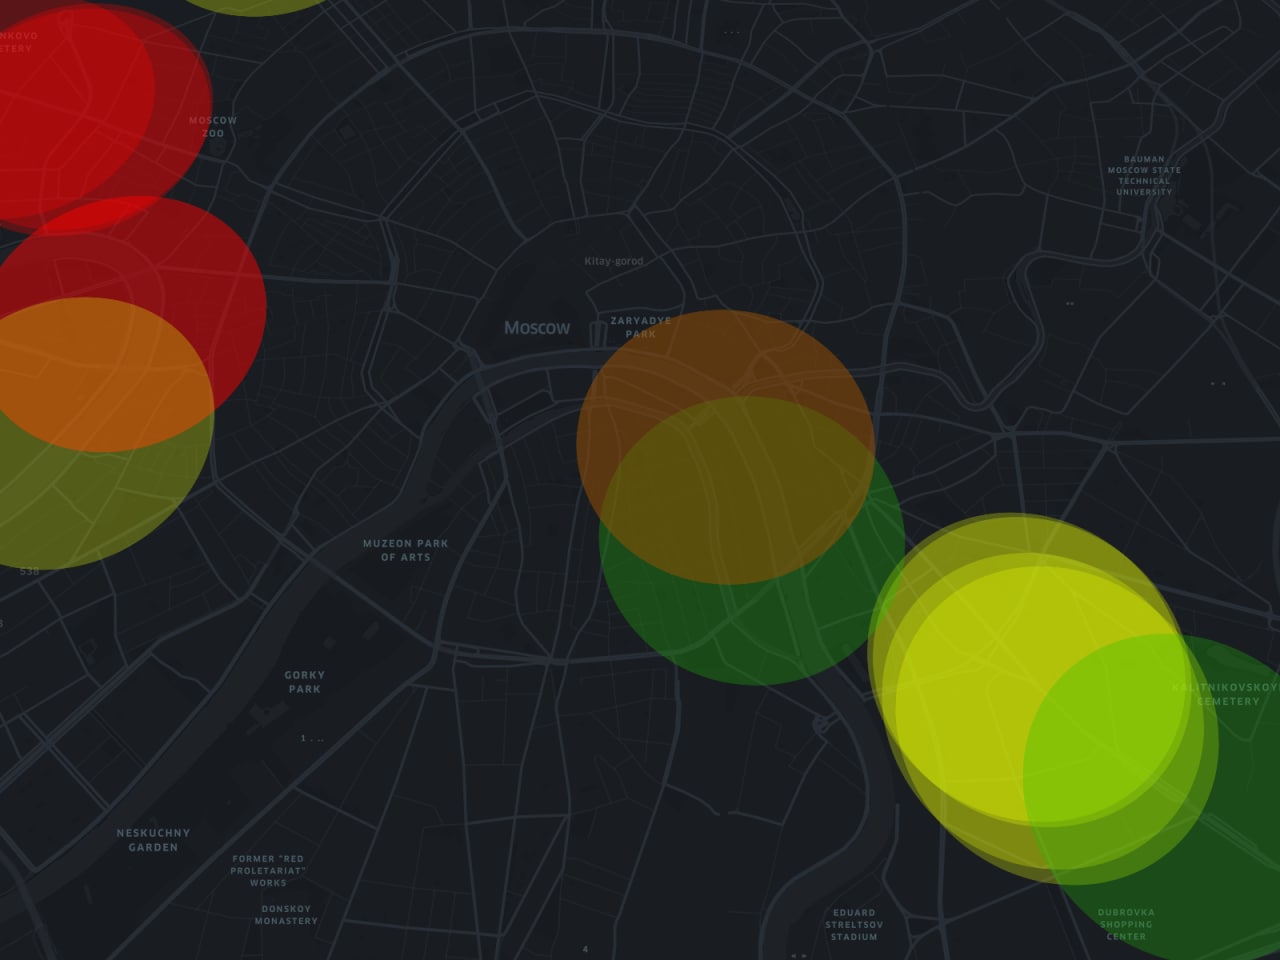 NKOVO
ETERY
MOSCOW
ZOO
BAUMAN
MOSCOW STATE
TECHNICAL
UNIVERSITY
Kitay-gorod
Moscow
ZARYADYE
PARK
MUZEON PARK
OF ARTS
538
GORKY
PARK
KALITNIKOVSKOY
CEMETERY
NESKUCHNY
GARDEN
FORMER "RED
PROLETARIAT"
WORKS
DONSKOY
MONASTERY
EDUARD
STRELTSOV
STADIUM
DUBROVKA
SHOPPING
CENTER
4